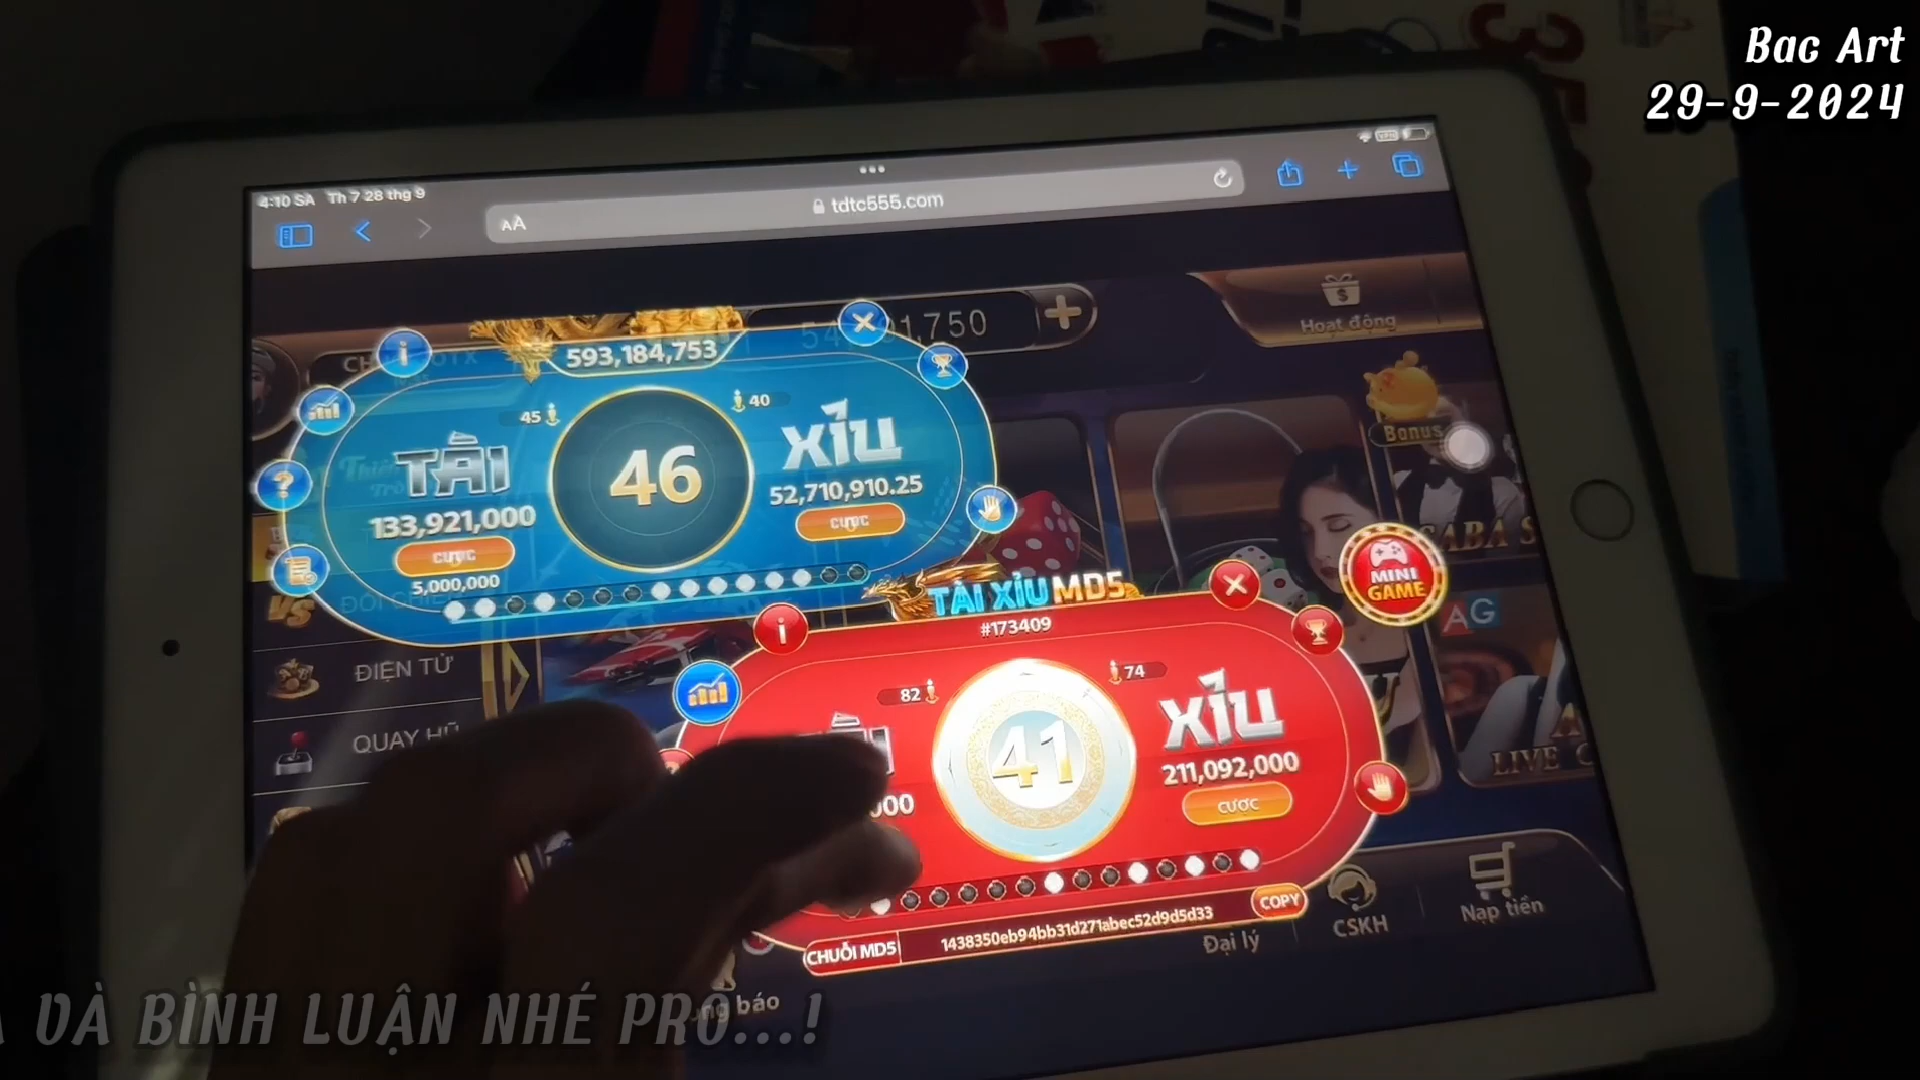 Bac Art
29-9-2024
4:10 SA Th 7 28 thg 9
AA
tdtc555.com
Hoạt động
593,184,753
45
40
TÀI
46
XỈU
133,921,000
52,710,910.25
CƯỢC
CƯỢC
5,000,000
Bonus
MINI
GAME
AG
TÀI XỈU MD5
#173409
ĐIỆN TỬ
QUAY HŨ
82
74
41
XỈU
211,092,000
CƯỢC
CHUỖI MD5
1438350eb94bb31d271abec52d9d5d33
COPY
Đại lý
CSKH
Nạp tiền
VÀ BÌNH LUẬN NHÉ PRO...!